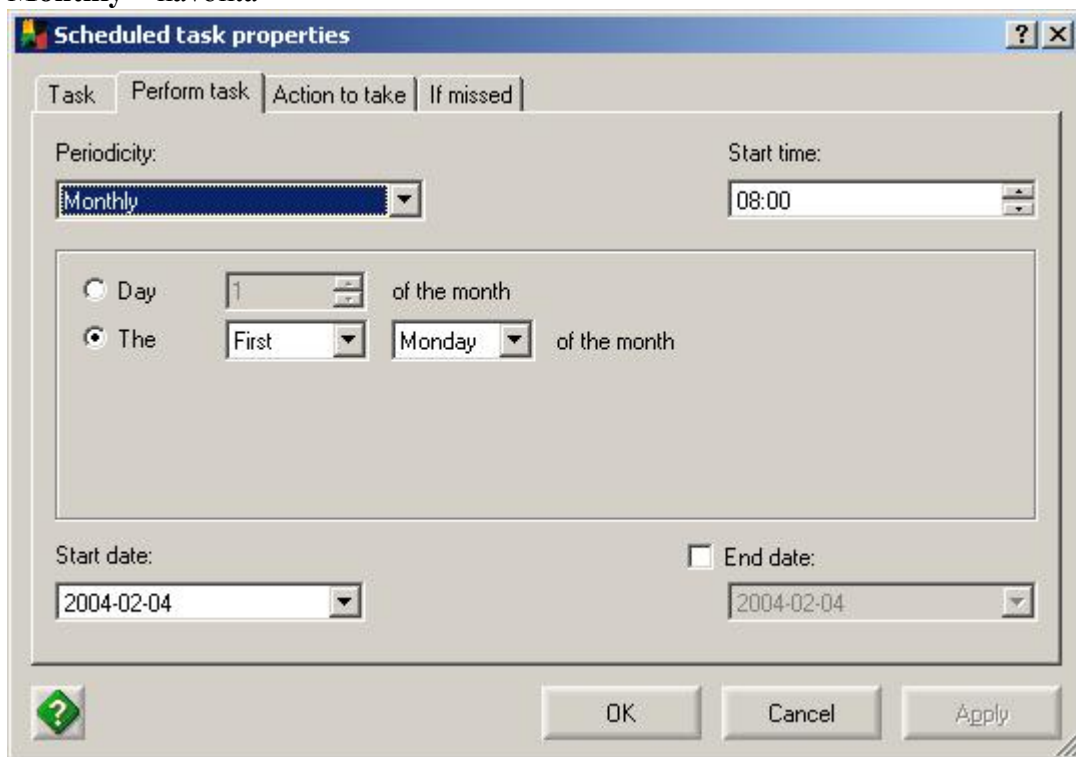 Monthly – havonta
Scheduled task properties
Task Perform task Action to take If missed
Periodicity: Start time:
Monthly 08:00
Day 1 of the month
The First Monday of the month
Start date: End date:
2004-02-04 2004-02-04
OK Cancel Apply